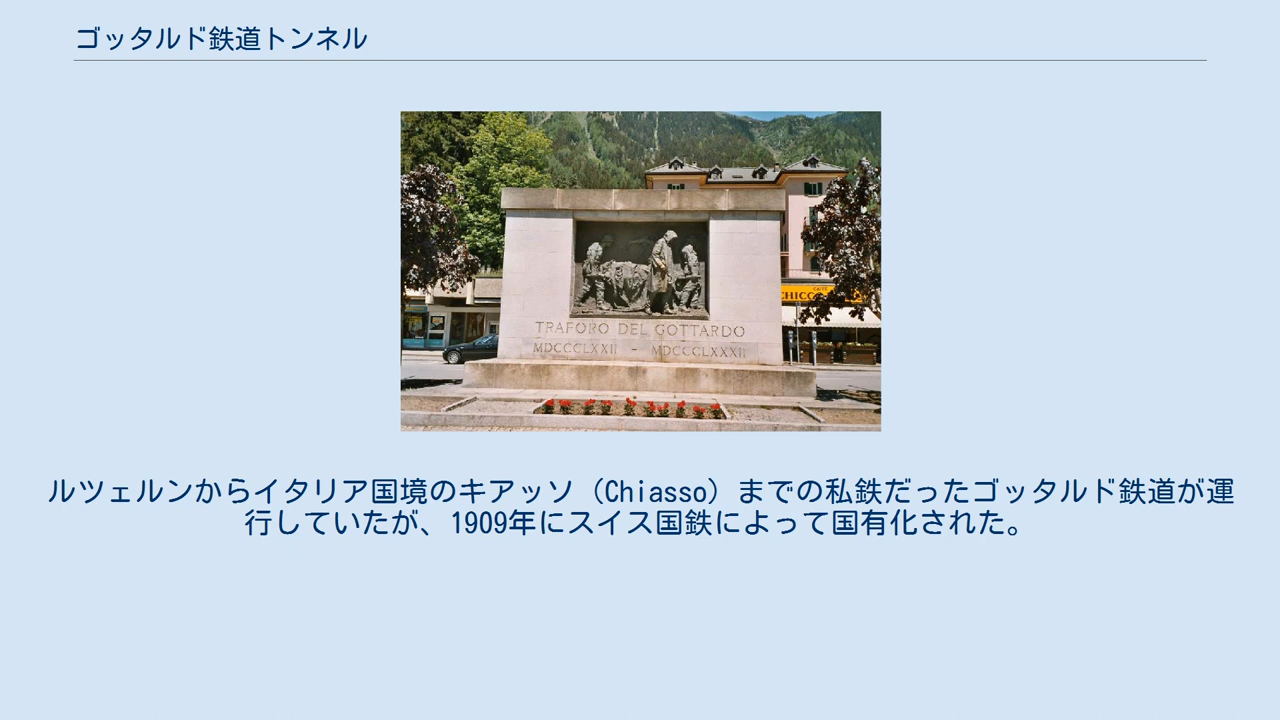 ゴッタルド鉄道トンネル
CAFFÈ
TRAFORO DEL GOTTARDO
MDCCCLXXII - MDCCCLXXXII
ルツェルンからイタリア国境のキアッソ（Chiasso）までの私鉄だったゴッタルド鉄道が運
行していたが、1909年にスイス国鉄によって国有化された。